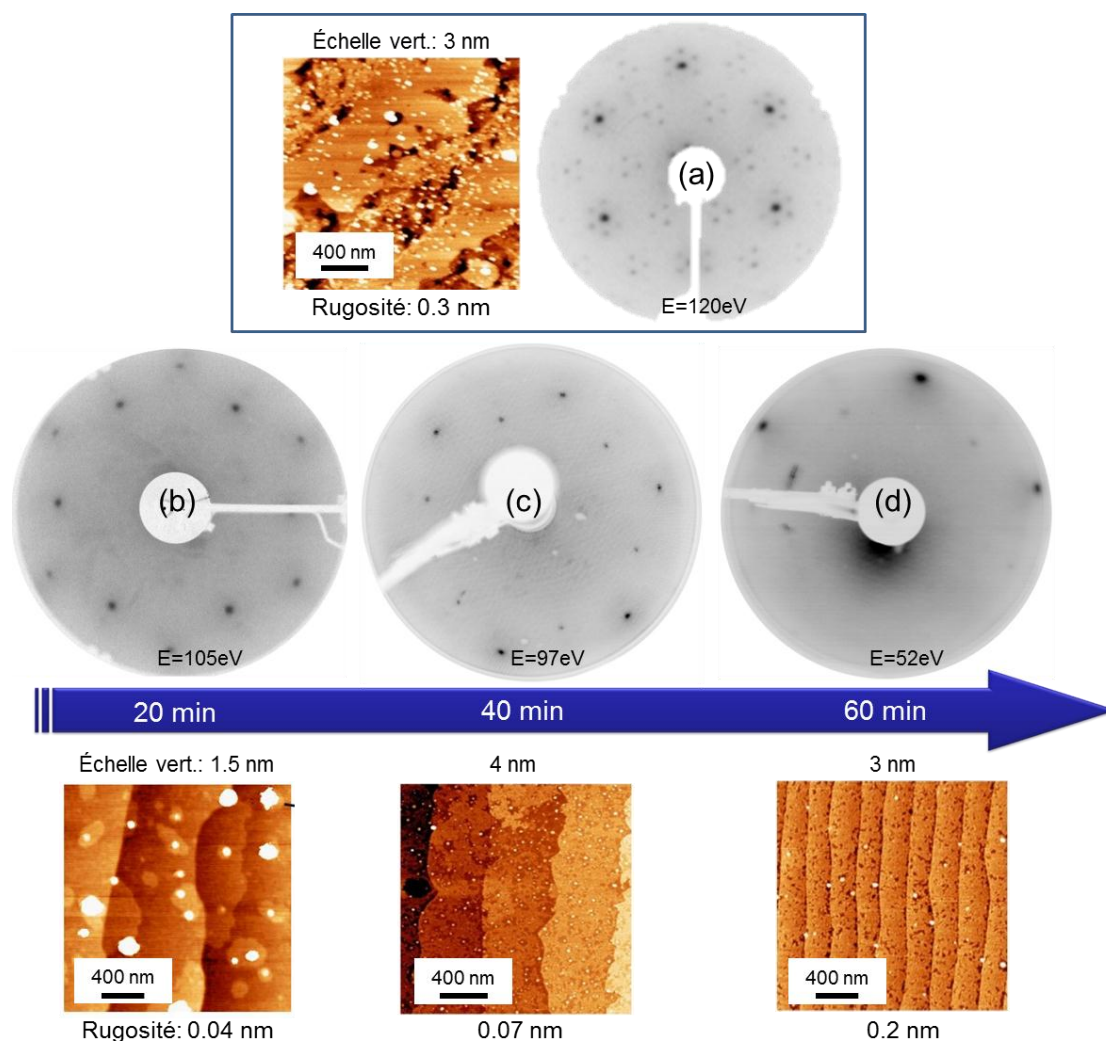 Échelle vert.: 3 nm
(a)
400 nm
Rugosité: 0.3 nm
E=120eV
(b)
(c)
(d)
E=105eV
E=97eV
E=52eV
20 min
40 min
60 min
Échelle vert.: 1.5 nm
4 nm
3 nm
400 nm
400 nm
400 nm
Rugosité: 0.04 nm
0.07 nm
0.2 nm